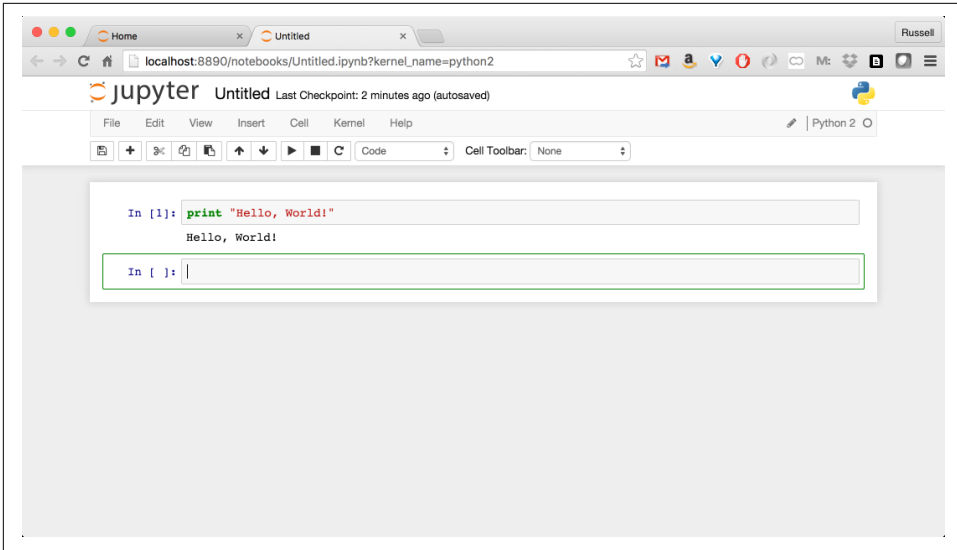 Home
Untitled
Russell
localhost:8890/notebooks/Untitled.ipynb?kernel_name=python2
jupyter Untitled Last Checkpoint: 2 minutes ago (autosaved)
File Edit View Insert Cell Kernel Help
Python 2
Code
Cell Toolbar: None
In [1]: print "Hello, World!"
Hello, World!
In [ ]: